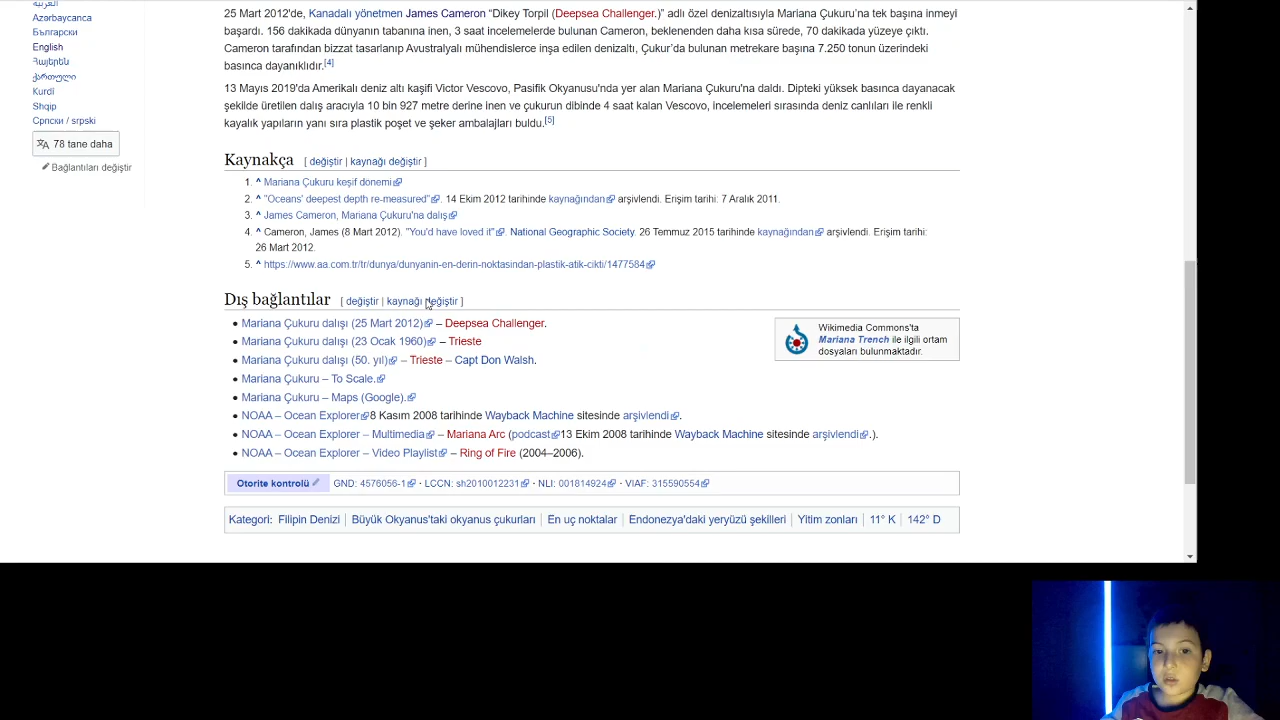 العربية
Azərbaycanca
Български
English
Հայերեն
ქართული
Kurdî
Shqip
Српски / srpski
78 tane daha
Bağlantıları değiştir
25 Mart 2012'de, Kanadalı yönetmen James Cameron “Dikey Torpil (Deepsea Challenger.)” adlı özel denizaltısıyla Mariana Çukuru’na tek başına inmeyi
başardı. 156 dakikada dünyanın tabanına inen, 3 saat incelemelerde bulunan Cameron, beklenenden daha kısa sürede, 70 dakikada yüzeye çıktı.
Cameron tarafından bizzat tasarlanıp Avustralyalı mühendislerce inşa edilen denizaltı, Çukur’da bulunan metrekare başına 7.250 tonun üzerindeki
basınca dayanıklıdır.[4]
13 Mayıs 2019'da Amerikalı deniz altı kaşifi Victor Vescovo, Pasifik Okyanusu'nda yer alan Mariana Çukuru'na daldı. Dipteki yüksek basınca dayanacak
şekilde üretilen dalış aracıyla 10 bin 927 metre derine inen ve çukurun dibinde 4 saat kalan Vescovo, incelemeleri sırasında deniz canlıları ile renkli
kayalık yapıların yanı sıra plastik poşet ve şeker ambalajları buldu.[5]
Kaynakça [ değiştir | kaynağı değiştir ]
1. ^ Mariana Çukuru keşif dönemi
2. ^ "Oceans' deepest depth re-measured". 14 Ekim 2012 tarihinde kaynağından arşivlendi. Erişim tarihi: 7 Aralık 2011.
3. ^ James Cameron, Mariana Çukuru'na dalış
4. ^ Cameron, James (8 Mart 2012). "You'd have loved it". National Geographic Society. 26 Temmuz 2015 tarihinde kaynağından arşivlendi. Erişim tarihi:
26 Mart 2012.
5. ^ https://www.aa.com.tr/tr/dunya/dunyanin-en-derin-noktasindan-plastik-atik-cikti/1477584
Dış bağlantılar [ değiştir | kaynağı değiştir ]
• Mariana Çukuru dalışı (25 Mart 2012) – Deepsea Challenger.
• Mariana Çukuru dalışı (23 Ocak 1960) – Trieste
• Mariana Çukuru dalışı (50. yıl) – Trieste – Capt Don Walsh.
• Mariana Çukuru – To Scale.
• Mariana Çukuru – Maps (Google).
• NOAA – Ocean Explorer 8 Kasım 2008 tarihinde Wayback Machine sitesinde arşivlendi.
• NOAA – Ocean Explorer – Multimedia – Mariana Arc (podcast 13 Ekim 2008 tarihinde Wayback Machine sitesinde arşivlendi.).
• NOAA – Ocean Explorer – Video Playlist – Ring of Fire (2004–2006).
Wikimedia Commons'ta
Mariana Trench ile ilgili ortam
dosyaları bulunmaktadır.
Otorite kontrolü GND: 4576056-1 · LCCN: sh2010012231 · NLI: 001814924 · VIAF: 315590554
Kategori: Filipin Denizi | Büyük Okyanus'taki okyanus çukurları | En uç noktalar | Endonezya'daki yeryüzü şekilleri | Yitim zonları | 11° K | 142° D